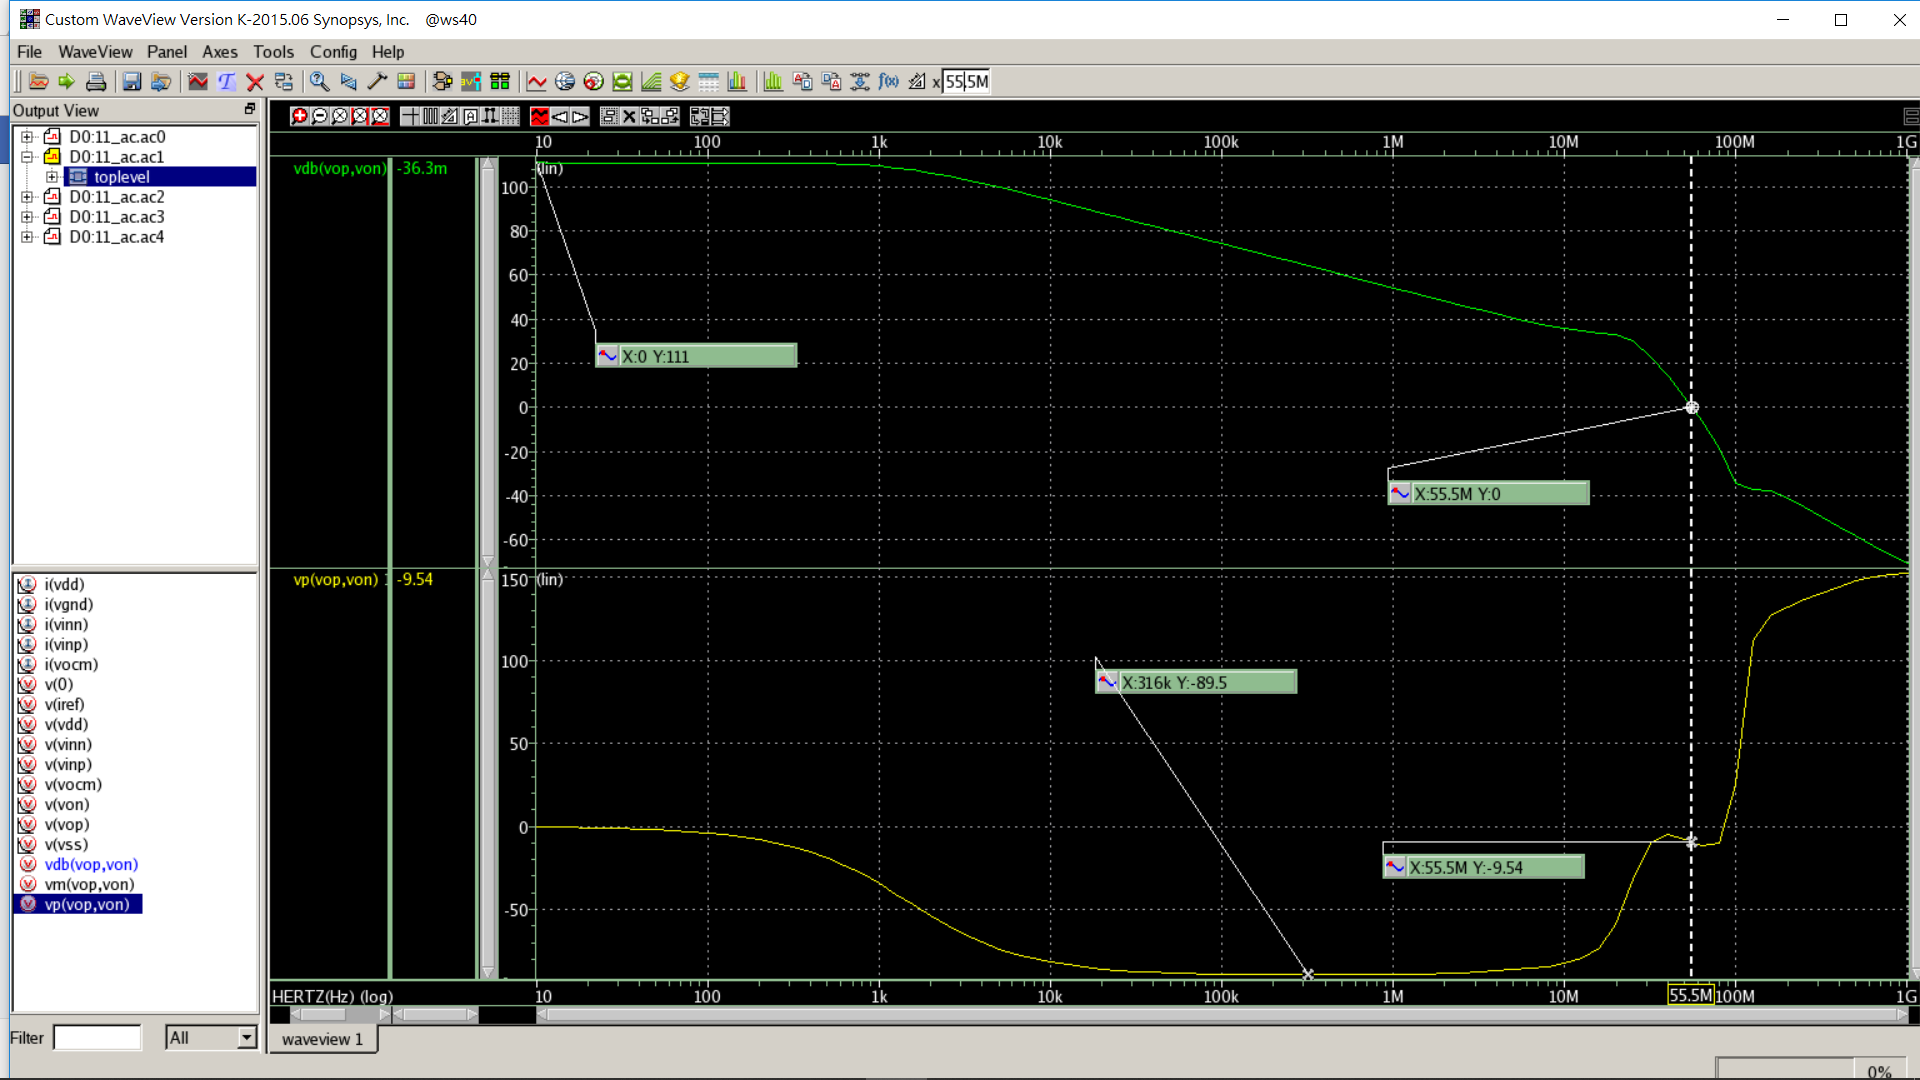 Custom WaveView Version K-2015.06 Synopsys, Inc. @ws40
File WaveView Panel Axes Tools Config Help
x 55.5M
Output View
D0:11_ac.ac0
D0:11_ac.ac1
toplevel
D0:11_ac.ac2
D0:11_ac.ac3
D0:11_ac.ac4
i(vdd)
i(vgnd)
i(vinn)
i(vinp)
i(vocm)
v(0)
v(iref)
v(vdd)
v(vinn)
v(vinp)
v(vocm)
v(von)
v(vop)
v(vss)
vdb(vop,von)
vm(vop,von)
vp(vop,von)
Filter All
10 100 1k 10k 100k 1M 10M 100M 1G
vdb(vop,von) -36.3m
(lin)
100
80
60
40
20
0
-20
-40
-60
X:0 Y:111
X:55.5M Y:0
vp(vop,von) -9.54
150 (lin)
100
50
0
-50
X:316k Y:-89.5
X:55.5M Y:-9.54
HERTZ(Hz) (log) 10 100 1k 10k 100k 1M 10M 55.5M 100M 1G
waveview 1
0%